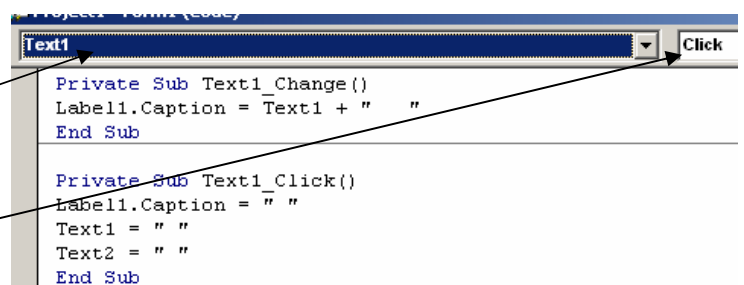 Project1 - Form1 (Code)
Text1 Click
Private Sub Text1_Change()
Label1.Caption = Text1 + "   "
End Sub
Private Sub Text1_Click()
Label1.Caption = " "
Text1 = " "
Text2 = " "
End Sub